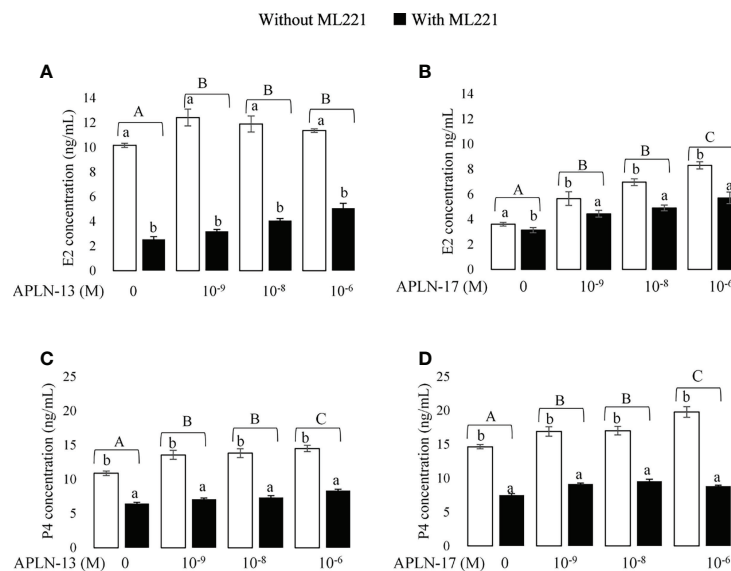 Without ML221 With ML221
A
E2 concentration (ng/mL)
14
12
10
8
6
4
2
0
A B B B
a a a a
b b b b
APLN-13 (M) 0 10⁻⁹ 10⁻⁸ 10⁻⁶
B
E2 concentration ng/mL)
14
12
10
8
6
4
2
0
A B B C
a b b b
b a a a
APLN-17 (M) 0 10⁻⁹ 10⁻⁸ 10⁻⁶
C
P4 concentration (ng/mL)
25
20
15
10
5
0
A B B C
b b b b
a a a a
APLN-13 (M) 0 10⁻⁹ 10⁻⁸ 10⁻⁶
D
P4 concentration (ng/mL)
25
20
15
10
5
0
A B B C
b b b b
a a a a
APLN-17 (M) 0 10⁻⁹ 10⁻⁸ 10⁻⁶